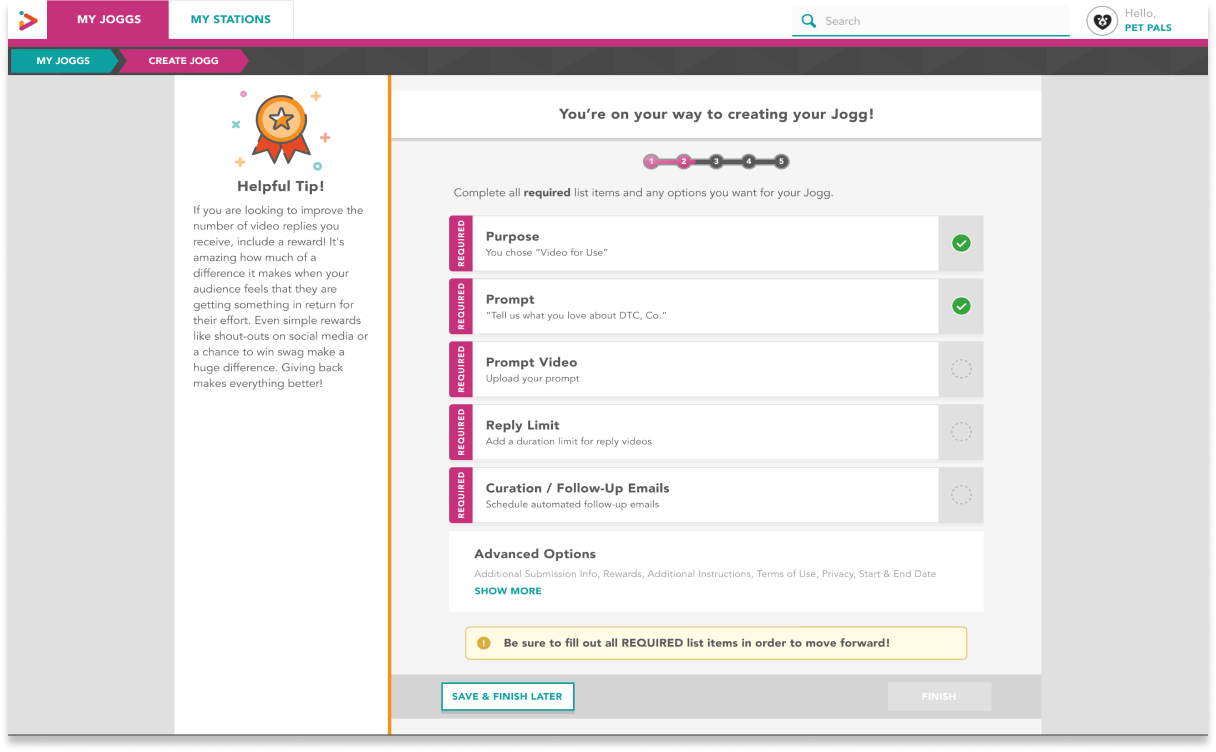 MY JOGGS
MY STATIONS
Search
Hello,
PET PALS
MY JOGGS
CREATE JOGG
Helpful Tip!
If you are looking to improve the
number of video replies you
receive, include a reward! It's
amazing how much of a
difference it makes when your
audience feels that they are
getting something in return for
their effort. Even simple rewards
like shout-outs on social media or
a chance to win swag make a
huge difference. Giving back
makes everything better!
You’re on your way to creating your Jogg!
1 2 3 4 5
Complete all required list items and any options you want for your Jogg.
REQUIRED
Purpose
You chose “Video for Use”
REQUIRED
Prompt
“Tell us what you love about DTC, Co.”
REQUIRED
Prompt Video
Upload your prompt
REQUIRED
Reply Limit
Add a duration limit for reply videos
REQUIRED
Curation / Follow-Up Emails
Schedule automated follow-up emails
Advanced Options
Additional Submission Info, Rewards, Additional Instructions, Terms of Use, Privacy, Start & End Date
SHOW MORE
! Be sure to fill out all REQUIRED list items in order to move forward!
SAVE & FINISH LATER
FINISH